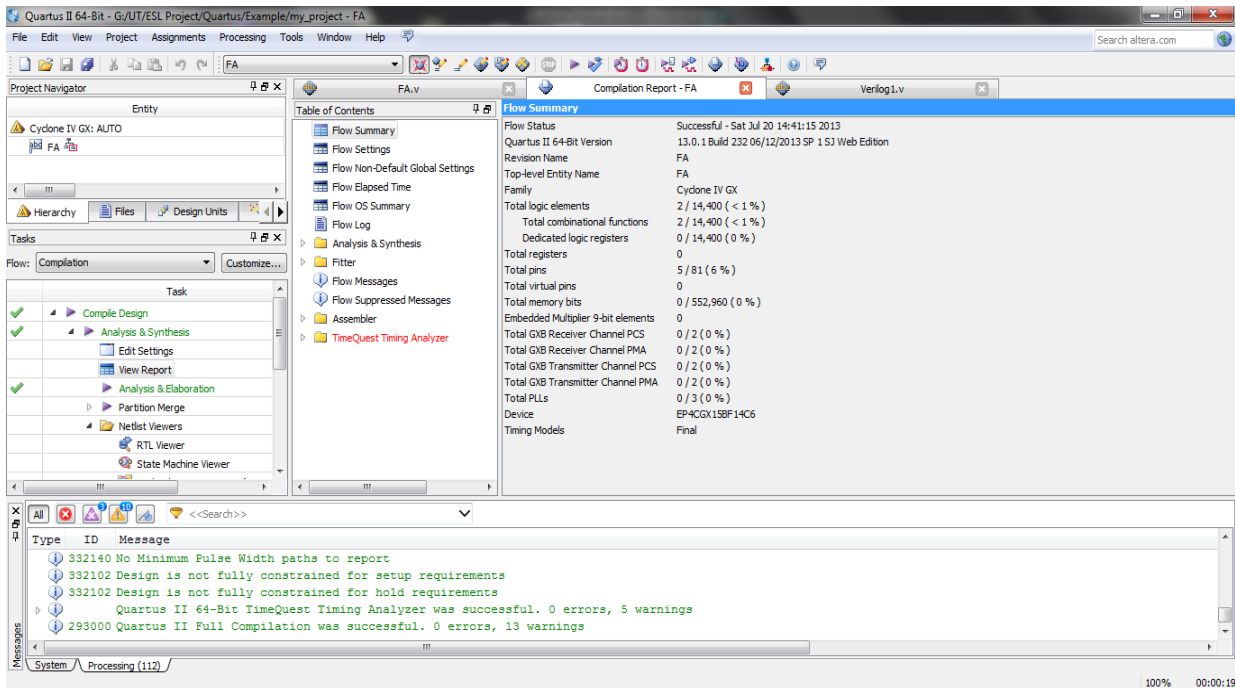 Quartus II 64-Bit - G:/UT/ESL Project/Quartus/Example/my_project - FA
File Edit View Project Assignments Processing Tools Window Help
Search altera.com
FA
Project Navigator
Entity
Cyclone IV GX: AUTO
FA
Hierarchy Files Design Units
Tasks
Flow: Compilation Customize...
Task
Compile Design
Analysis & Synthesis
Edit Settings
View Report
Analysis & Elaboration
Partition Merge
Netlist Viewers
RTL Viewer
State Machine Viewer
FA.v Compilation Report - FA Verilog1.v
Table of Contents
Flow Summary
Flow Settings
Flow Non-Default Global Settings
Flow Elapsed Time
Flow OS Summary
Flow Log
Analysis & Synthesis
Fitter
Flow Messages
Flow Suppressed Messages
Assembler
TimeQuest Timing Analyzer
Flow Summary
Flow Status Successful - Sat Jul 20 14:41:15 2013
Quartus II 64-Bit Version 13.0.1 Build 232 06/12/2013 SP 1 SJ Web Edition
Revision Name FA
Top-level Entity Name FA
Family Cyclone IV GX
Total logic elements 2 / 14,400 ( < 1 % )
Total combinational functions 2 / 14,400 ( < 1 % )
Dedicated logic registers 0 / 14,400 ( 0 % )
Total registers 0
Total pins 5 / 81 ( 6 % )
Total virtual pins 0
Total memory bits 0 / 552,960 ( 0 % )
Embedded Multiplier 9-bit elements 0
Total GXB Receiver Channel PCS 0 / 2 ( 0 % )
Total GXB Receiver Channel PMA 0 / 2 ( 0 % )
Total GXB Transmitter Channel PCS 0 / 2 ( 0 % )
Total GXB Transmitter Channel PMA 0 / 2 ( 0 % )
Total PLLs 0 / 3 ( 0 % )
Device EP4CGX15BF14C6
Timing Models Final
All 3 10 <<Search>>
Type ID Message
332140 No Minimum Pulse Width paths to report
332102 Design is not fully constrained for setup requirements
332102 Design is not fully constrained for hold requirements
Quartus II 64-Bit TimeQuest Timing Analyzer was successful. 0 errors, 5 warnings
293000 Quartus II Full Compilation was successful. 0 errors, 13 warnings
Messages
System Processing (112)
100% 00:00:19